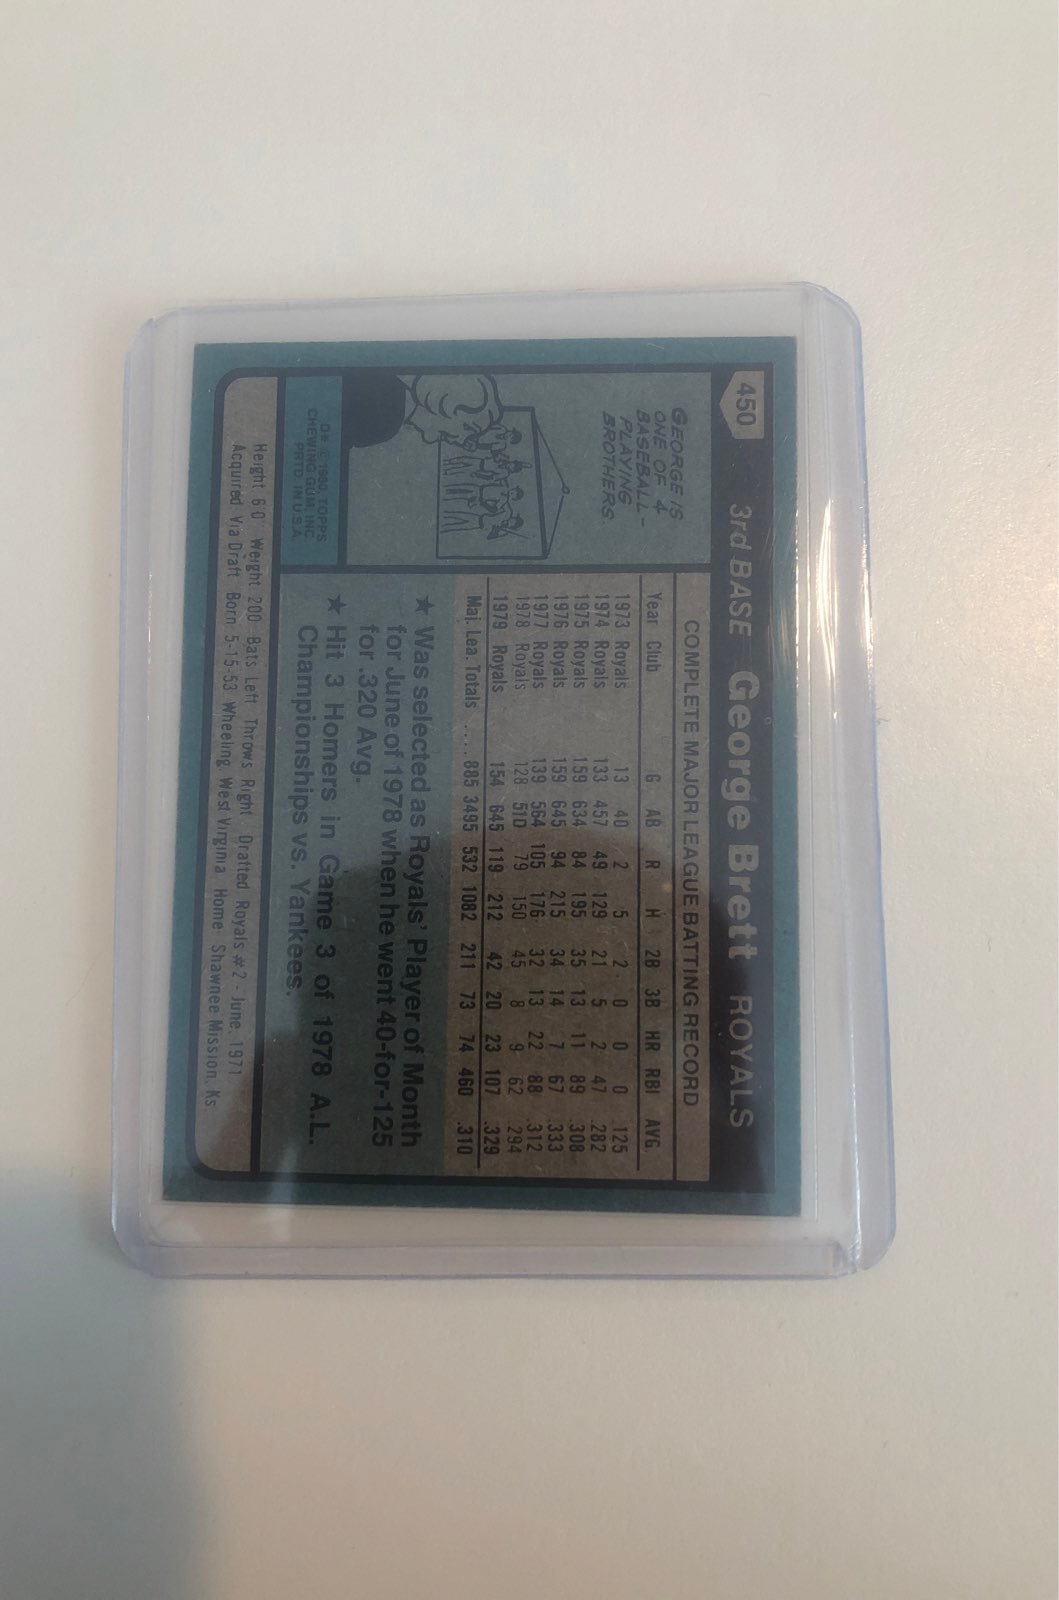 450 3rd BASE George Brett ROYALS
GEORGE IS
ONE OF 4
BASEBALL-
PLAYING
BROTHERS.
.D* © 1980 TOPPS
CHEWING GUM, INC.
PRTD. IN U.S.A.
COMPLETE MAJOR LEAGUE BATTING RECORD
Year Club G AB R H 2B 3B HR RBI AVG.
1973 Royals 13 40 2 5 2 0 0 0 .125
1974 Royals 133 457 49 129 21 5 2 47 .282
1975 Royals 159 634 84 195 35 13 11 89 .308
1976 Royals 159 645 94 215 34 14 7 67 .333
1977 Royals 139 564 105 176 32 13 22 88 .312
1978 Royals 128 510 79 150 45 8 9 62 .294
1979 Royals 154 645 119 212 42 20 23 107 .329
Maj. Lea. Totals ..... 885 3495 532 1082 211 73 74 460 .310
★ Was selected as Royals' Player of Month
for June of 1978 when he went 40-for-125
for .320 Avg.
★ Hit 3 Homers in Game 3 of 1978 A.L.
Championships vs. Yankees.
Height 6'0" Weight 200 Bats Left Throws Right Drafted Royals #2 - June, 1971
Acquired Via Draft Born 5-15-53 Wheeling, West Virginia Home: Shawnee Mission, Ks